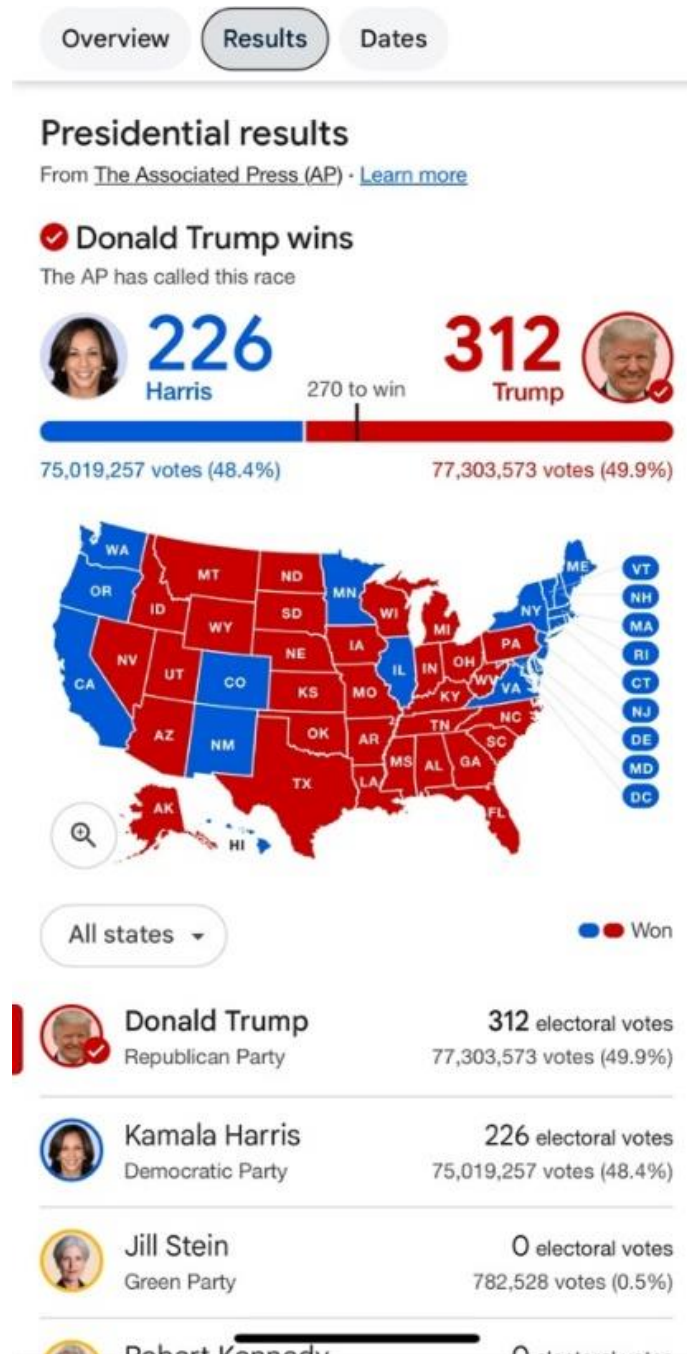 Overview Results Dates
Presidential results
From The Associated Press (AP) · Learn more
Donald Trump wins
The AP has called this race
226 312
Harris 270 to win Trump
75,019,257 votes (48.4%) 77,303,573 votes (49.9%)
WA
MT ND MN ME VT
OR
ID SD WI NY NH
WY MI MA
IA PA RI
NV NE
UT CO IL IN OH WV VA CT
CA KS MO KY NJ
AZ NM OK AR TN NC DE
SC
MS AL GA MD
TX LA
AK FL DC
HI
All states Won
Donald Trump 312 electoral votes
Republican Party 77,303,573 votes (49.9%)
Kamala Harris 226 electoral votes
Democratic Party 75,019,257 votes (48.4%)
Jill Stein 0 electoral votes
Green Party 782,528 votes (0.5%)
Robert Kennedy 0 electoral votes